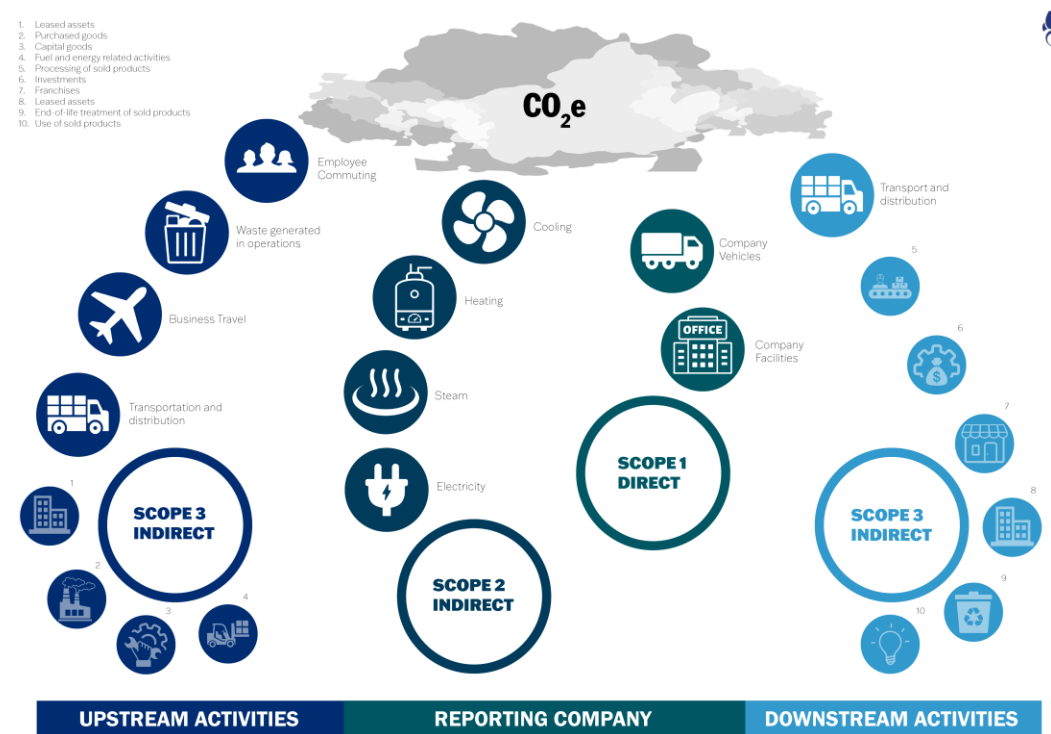 1. Leased assets
2. Purchased goods
3. Capital goods
4. Fuel and energy related activities
5. Processing of sold products
6. Investments
7. Franchises
8. Leased assets
9. End-of-life treatment of sold products
10. Use of sold products
CO₂e
Employee
Commuting
Waste generated
in operations
Business Travel
Transportation and
distribution
1
2
3
4
SCOPE 3
INDIRECT
Cooling
Heating
Steam
Electricity
SCOPE 2
INDIRECT
Company
Vehicles
OFFICE
Company
Facilities
SCOPE 1
DIRECT
Transport and
distribution
5
6
7
8
9
10
SCOPE 3
INDIRECT
UPSTREAM ACTIVITIES
REPORTING COMPANY
DOWNSTREAM ACTIVITIES